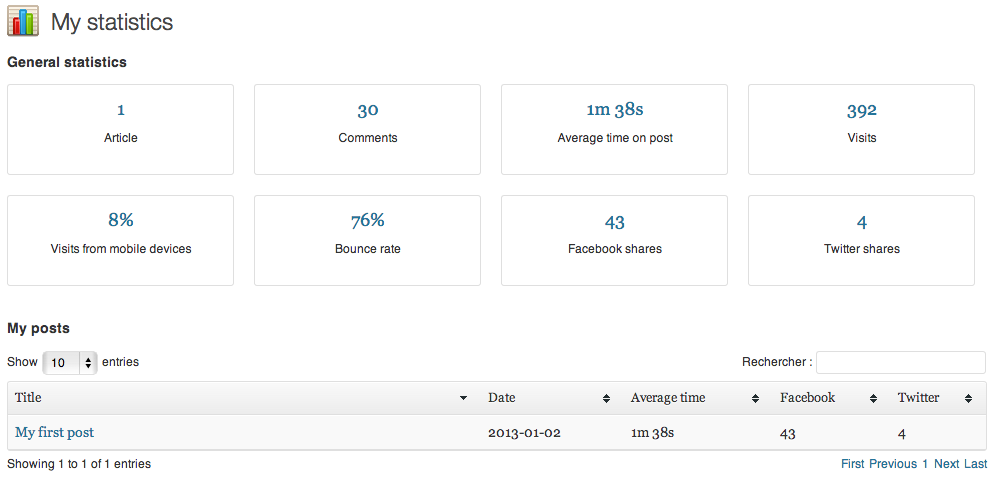 My statistics
General statistics
1 30 1m 38s 392
Article Comments Average time on post Visits
8% 76% 43 4
Visits from mobile devices Bounce rate Facebook shares Twitter shares
My posts
Show 10 entries Rechercher :
Title Date Average time Facebook Twitter
My first post 2013-01-02 1m 38s 43 4
Showing 1 to 1 of 1 entries First Previous 1 Next Last